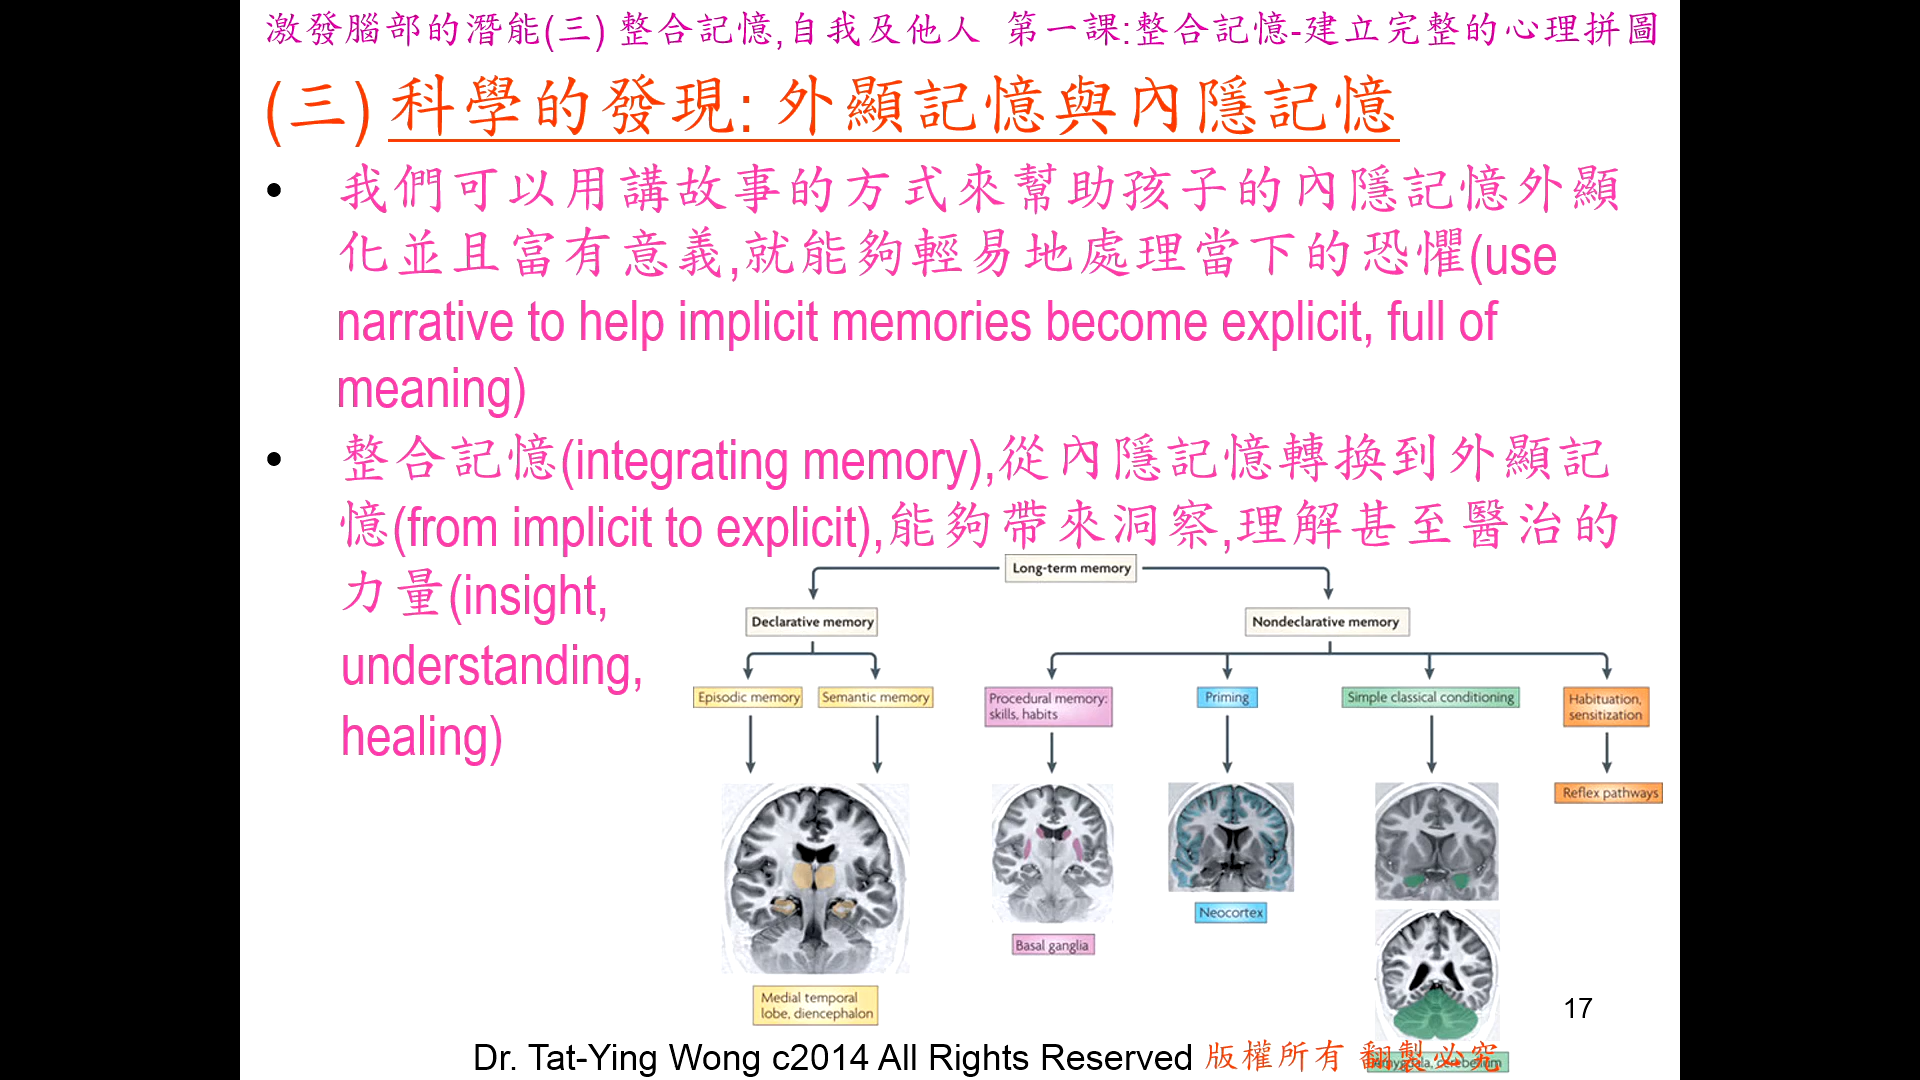 激發腦部的潛能(三) 整合記憶,自我及他人 第一課:整合記憶-建立完整的心理拼圖
(三) 科學的發現: 外顯記憶與內隱記憶
• 我們可以用講故事的方式來幫助孩子的內隱記憶外顯
化並且富有意義,就能夠輕易地處理當下的恐懼(use
narrative to help implicit memories become explicit, full of
meaning)
• 整合記憶(integrating memory),從內隱記憶轉換到外顯記
憶(from implicit to explicit),能夠帶來洞察,理解甚至醫治的
力量(insight,
understanding,
healing)
Long-term memory
Declarative memory
Nondeclarative memory
Episodic memory
Semantic memory
Procedural memory:
skills, habits
Priming
Simple classical conditioning
Habituation,
sensitization
Reflex pathways
Neocortex
Basal ganglia
Medial temporal
lobe, diencephalon
Amygdala, cerebellum
17
Dr. Tat-Ying Wong c2014 All Rights Reserved 版權所有 翻製必究